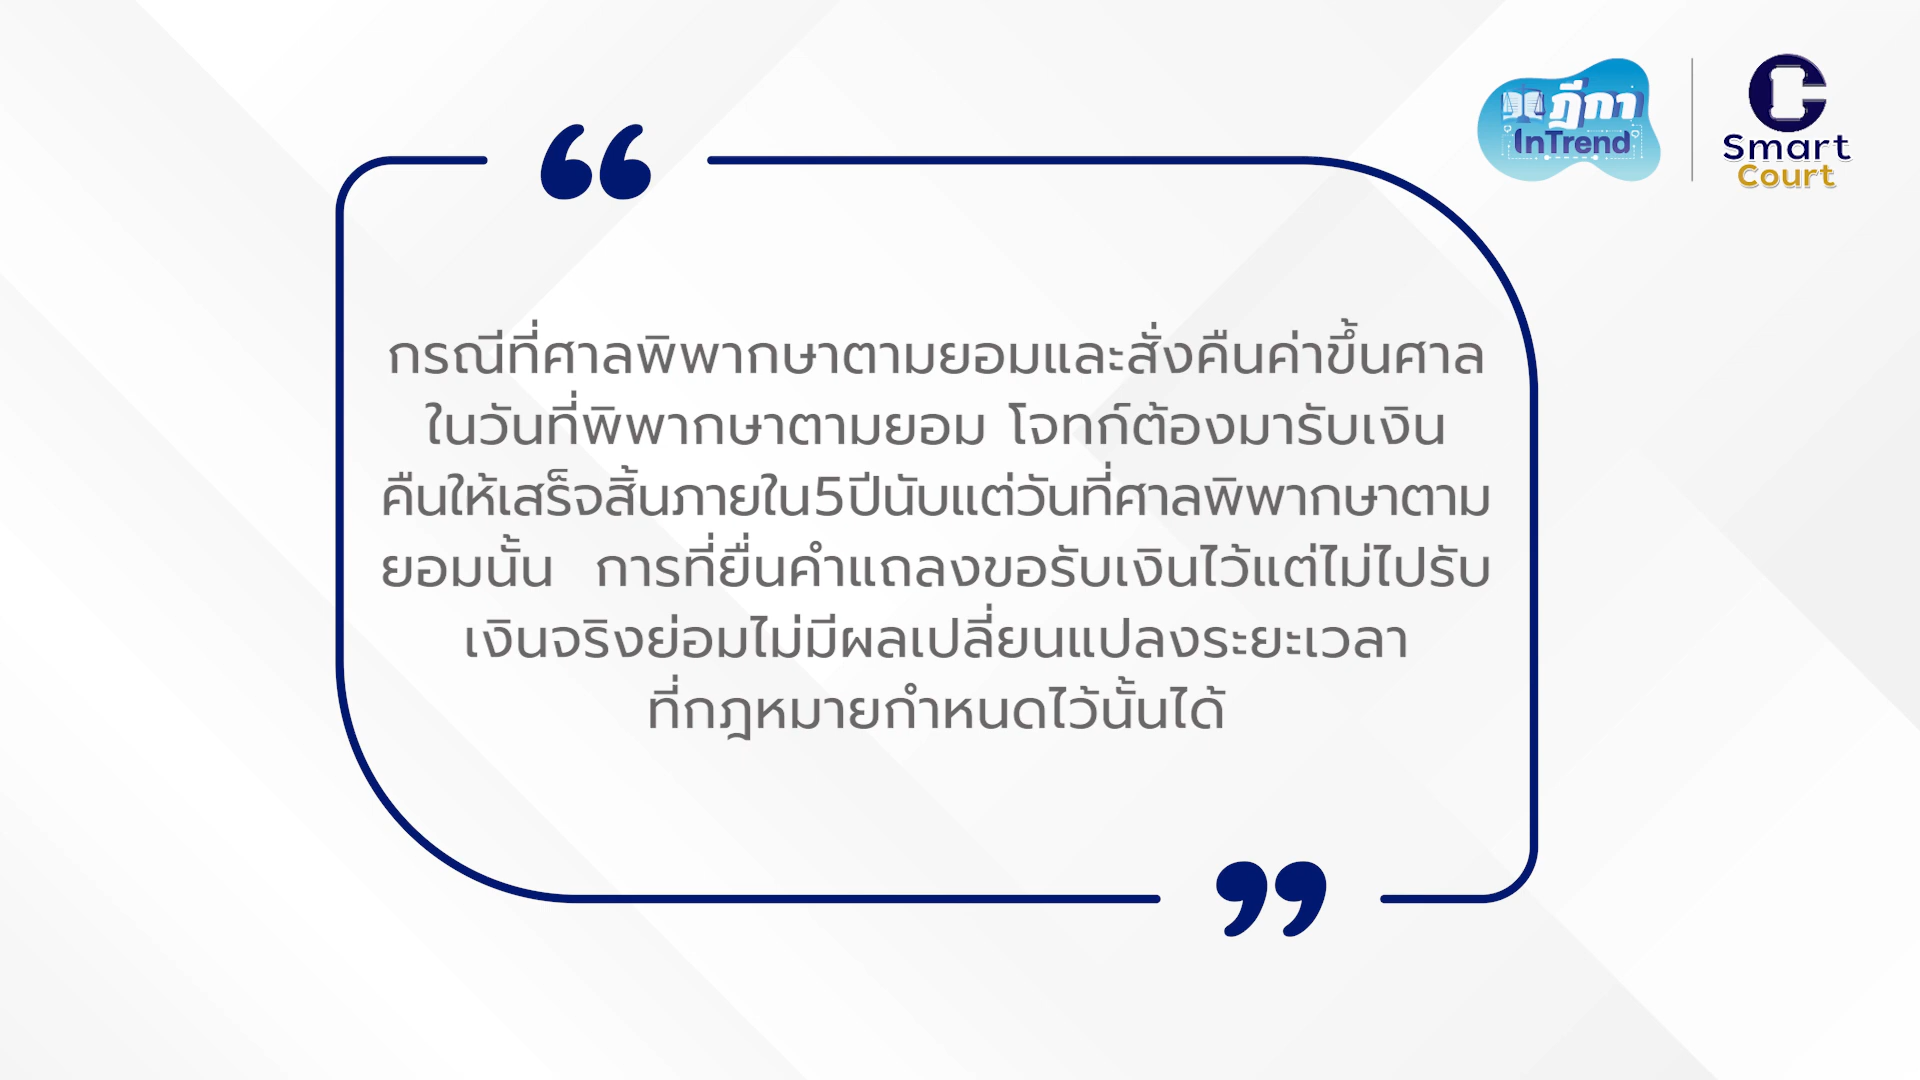 ฎีกา
InTrend
Smart
Court
กรณีที่ศาลพิพากษาตามยอมและสั่งคืนค่าขึ้นศาล
ในวันที่พิพากษาตามยอม โจทก์ต้องมารับเงิน
คืนให้เสร็จสิ้นภายใน5ปีนับแต่วันที่ศาลพิพากษาตาม
ยอมนั้น การที่ยื่นคำแถลงขอรับเงินไว้แต่ไม่ไปรับ
เงินจริงย่อมไม่มีผลเปลี่ยนแปลงระยะเวลา
ที่กฎหมายกำหนดไว้นั้นได้